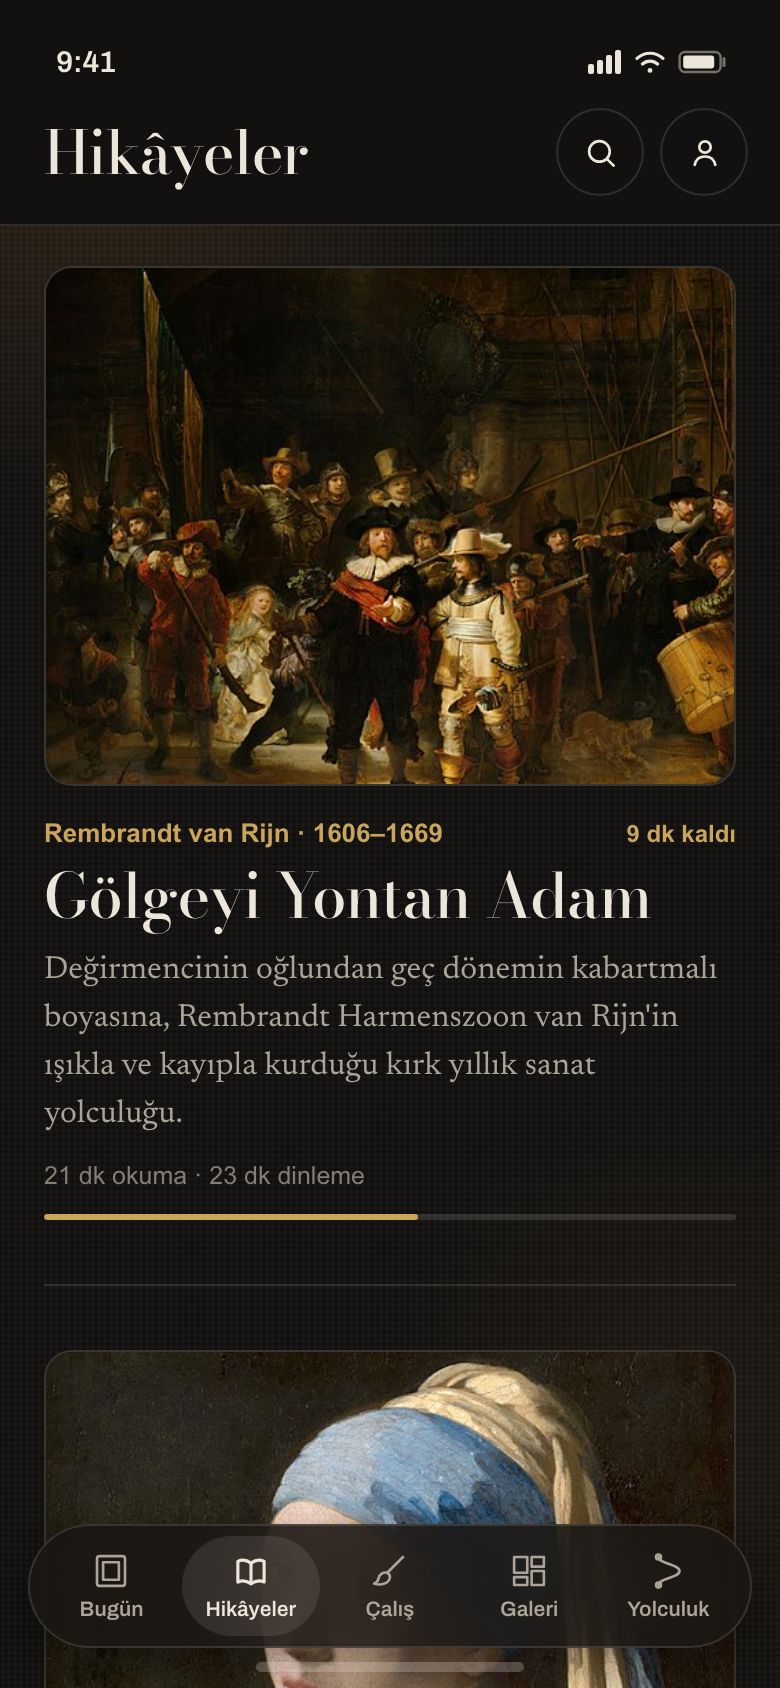 9:41
Hikâyeler
Rembrandt van Rijn · 1606–1669
9 dk kaldı
Gölgeyi Yontan Adam
Değirmencinin oğlundan geç dönemin kabartmalı
boyasına, Rembrandt Harmenszoon van Rijn'in
ışıkla ve kayıpla kurduğu kırk yıllık sanat
yolculuğu.
21 dk okuma · 23 dk dinleme
Bugün
Hikâyeler
Çalış
Galeri
Yolculuk